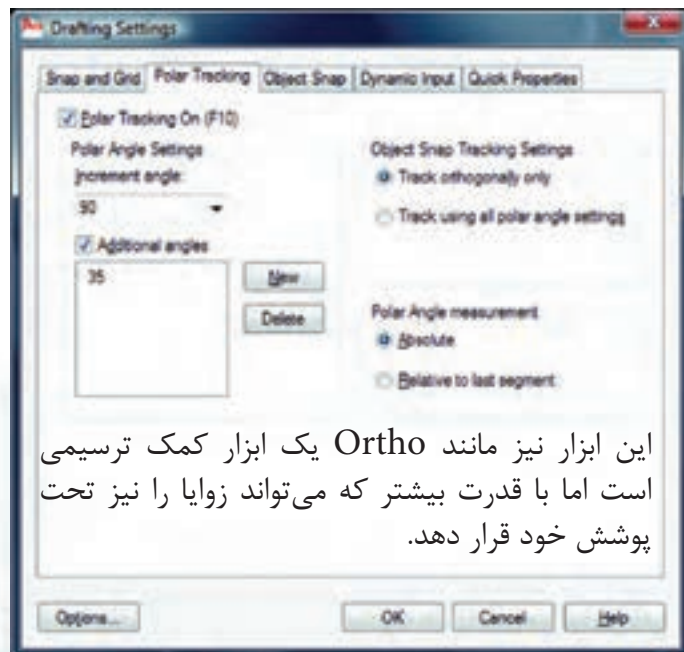 Drafting Settings
Snap and Grid Polar Tracking Object Snap Dynamic Input Quick Properties
Polar Tracking On (F10)
Polar Angle Settings
Increment angle:
90
Additional angles
35
New
Delete
Object Snap Tracking Settings
Track orthogonally only
Track using all polar angle settings
Polar Angle measurement
Absolute
Relative to last segment
این ابزار نیز مانند Ortho یک ابزار کمک ترسیمی
است اما با قدرت بیشتر که می‌تواند زوایا را نیز تحت
پوشش خود قرار دهد.
Options... OK Cancel Help